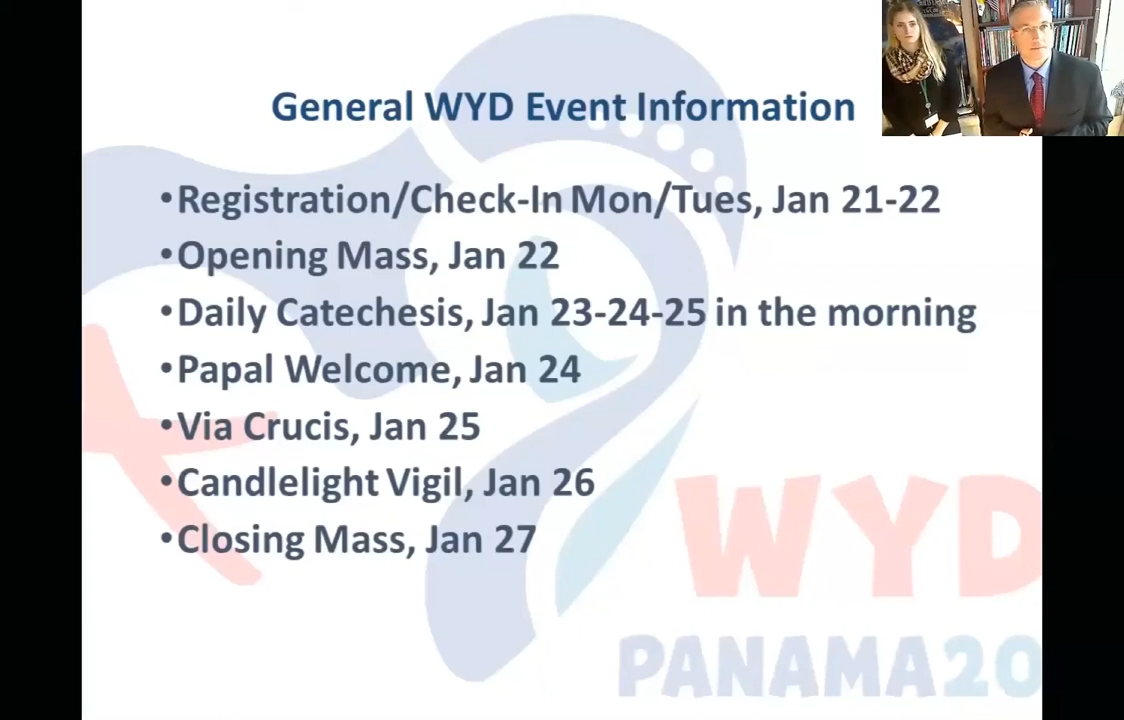 General WYD Event Information
•Registration/Check-In Mon/Tues, Jan 21-22
•Opening Mass, Jan 22
•Daily Catechesis, Jan 23-24-25 in the morning
•Papal Welcome, Jan 24
•Via Crucis, Jan 25
•Candlelight Vigil, Jan 26
•Closing Mass, Jan 27
WYD
PANAMA20